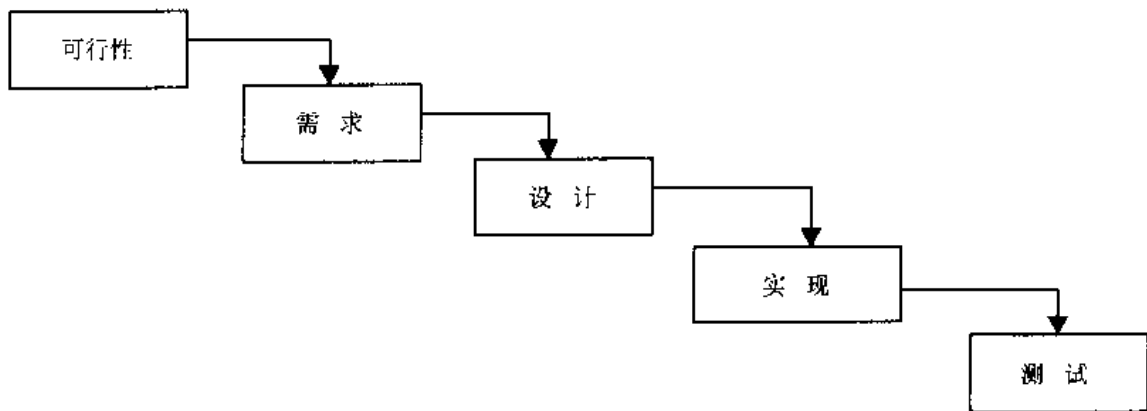 可行性
需 求
设 计
实 现
测 试